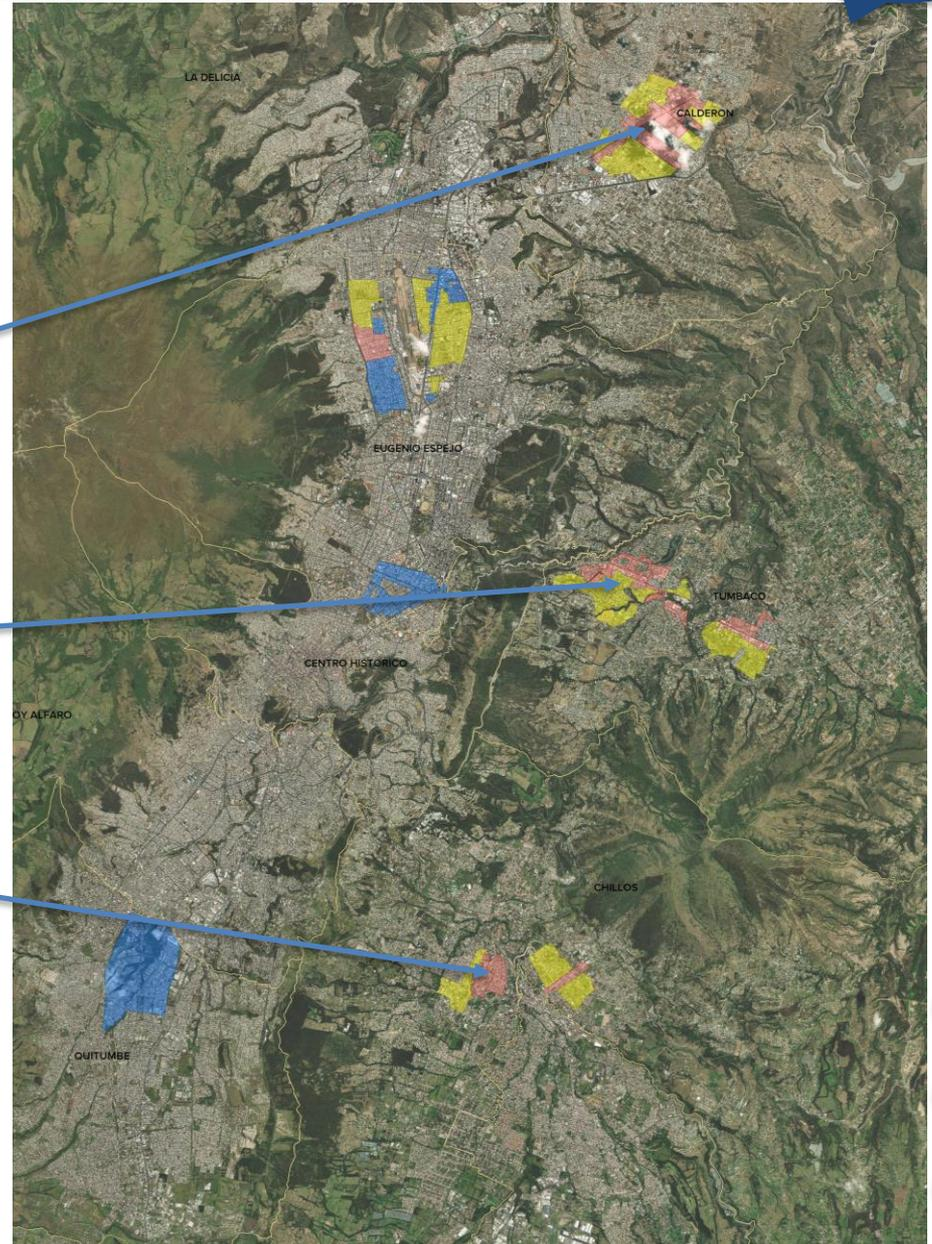 LA DELICIA
CALDERON
EUGENIO ESPEJO
TUMBACO
CENTRO HISTORICO
OY ALFARO
CHILLOS
QUITUMBE